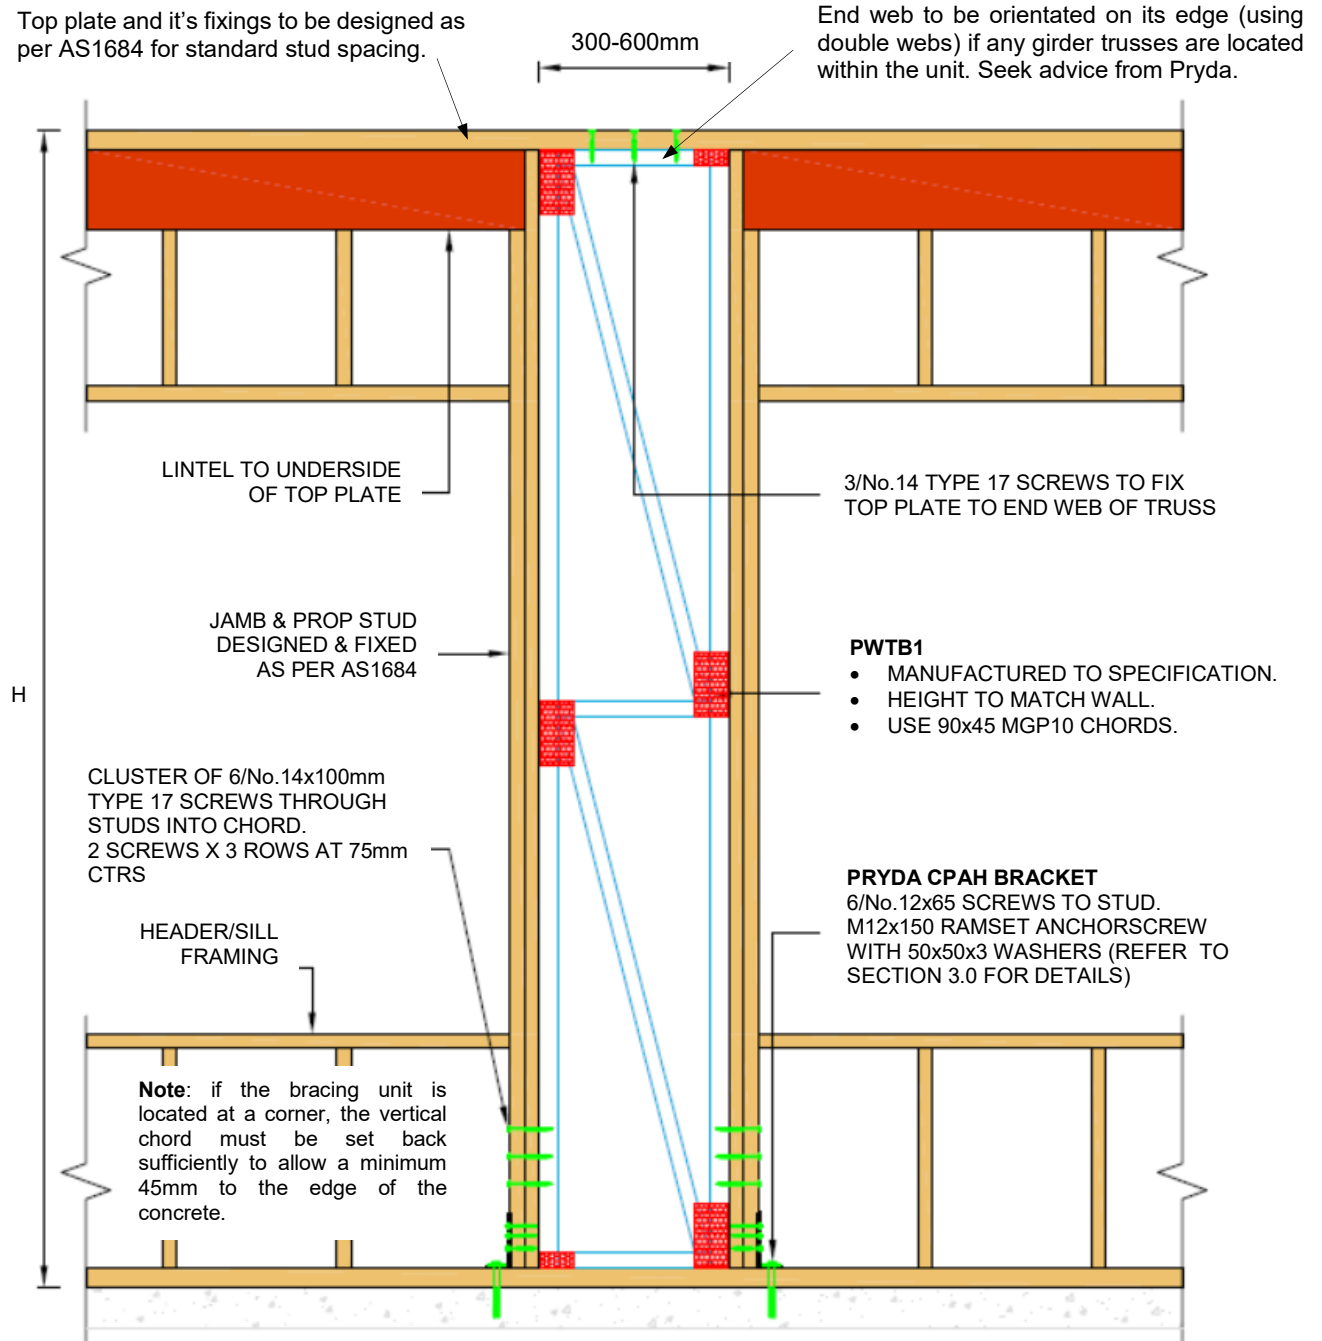 Top plate and it's fixings to be designed as
per AS1684 for standard stud spacing.
300-600mm
End web to be orientated on its edge (using
double webs) if any girder trusses are located
within the unit. Seek advice from Pryda.
LINTEL TO UNDERSIDE
OF TOP PLATE
3/No.14 TYPE 17 SCREWS TO FIX
TOP PLATE TO END WEB OF TRUSS
JAMB & PROP STUD
DESIGNED & FIXED
AS PER AS1684
H
PWTB1
• MANUFACTURED TO SPECIFICATION.
• HEIGHT TO MATCH WALL.
• USE 90x45 MGP10 CHORDS.
CLUSTER OF 6/No.14x100mm
TYPE 17 SCREWS THROUGH
STUDS INTO CHORD.
2 SCREWS X 3 ROWS AT 75mm
CTRS
PRYDA CPAH BRACKET
6/No.12x65 SCREWS TO STUD.
M12x150 RAMSET ANCHORSCREW
WITH 50x50x3 WASHERS (REFER TO
SECTION 3.0 FOR DETAILS)
HEADER/SILL
FRAMING
Note: if the bracing unit is
located at a corner, the vertical
chord must be set back
sufficiently to allow a minimum
45mm to the edge of the
concrete.